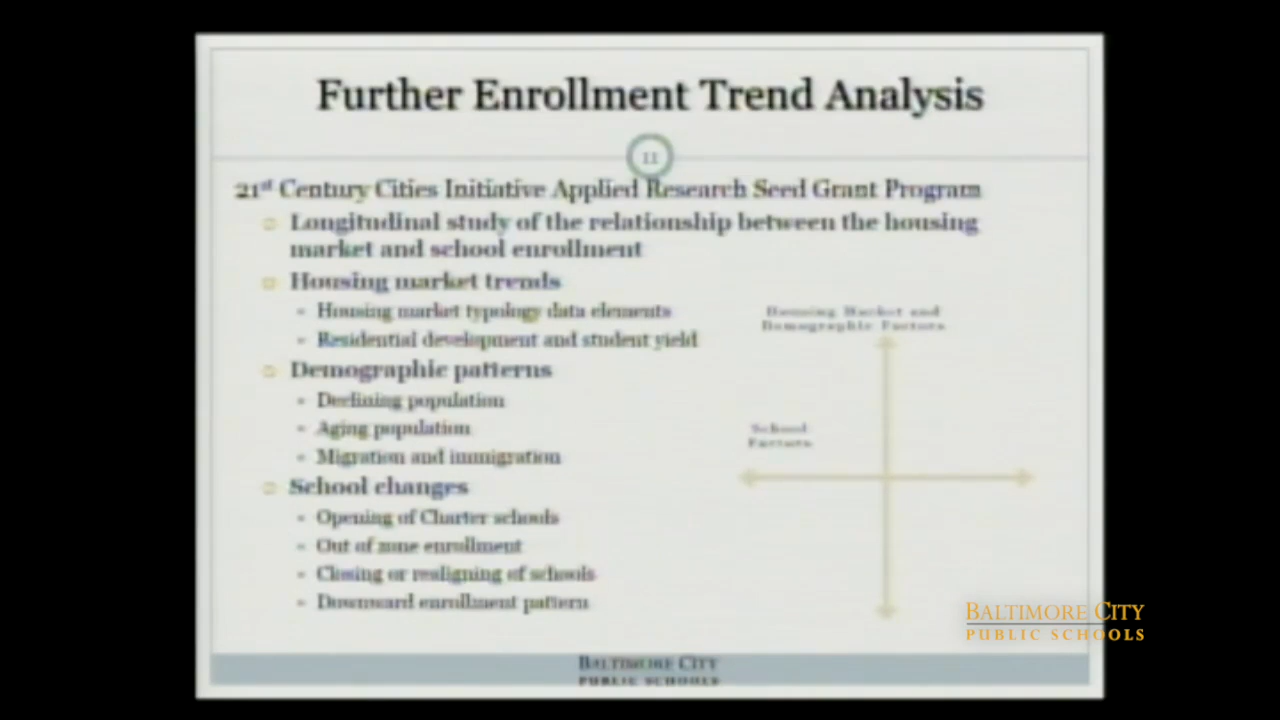 Further Enrollment Trend Analysis
11
21st Century Cities Initiative Applied Research Seed Grant Program
Longitudinal study of the relationship between the housing
market and school enrollment
Housing market trends
Housing market typology data elements
Residential development and student yield
Housing Market and
Demographic Factors
Demographic patterns
Declining population
Aging population
Migration and immigration
School
Factors
School changes
Opening of Charter schools
Out of zone enrollment
Closing or realigning of schools
Downward enrollment pattern
BALTIMORE CITY
PUBLIC SCHOOLS
BALTIMORE CITY
PUBLIC SCHOOLS